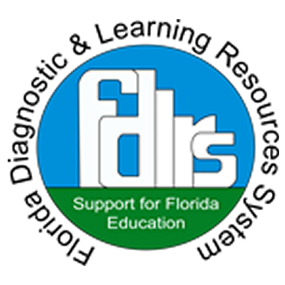 Florida Diagnostic & Learning Resources System
fdlrs
Support for Florida
Education